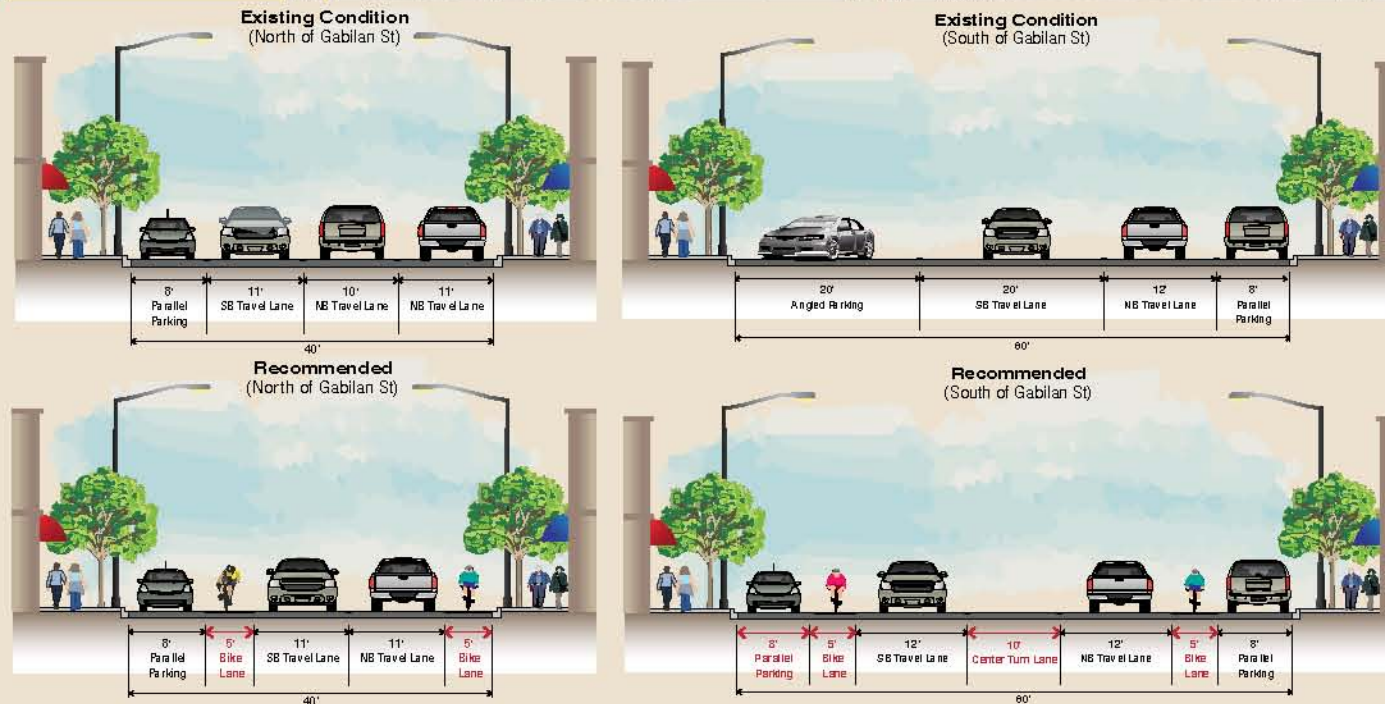 Existing Condition
(North of Gabilan St)
8'
Parallel
Parking
11'
SB Travel Lane
10'
NB Travel Lane
11'
NB Travel Lane
40'
Existing Condition
(South of Gabilan St)
20'
Angled Parking
20'
SB Travel Lane
12'
NB Travel Lane
8'
Parallel
Parking
60'
Recommended
(North of Gabilan St)
8'
Parallel
Parking
5'
Bike
Lane
11'
SB Travel Lane
11'
NB Travel Lane
5'
Bike
Lane
40'
Recommended
(South of Gabilan St)
8'
Parallel
Parking
5'
Bike
Lane
12'
SB Travel Lane
10'
Center Turn Lane
12'
NB Travel Lane
5'
Bike
Lane
8'
Parallel
Parking
60'